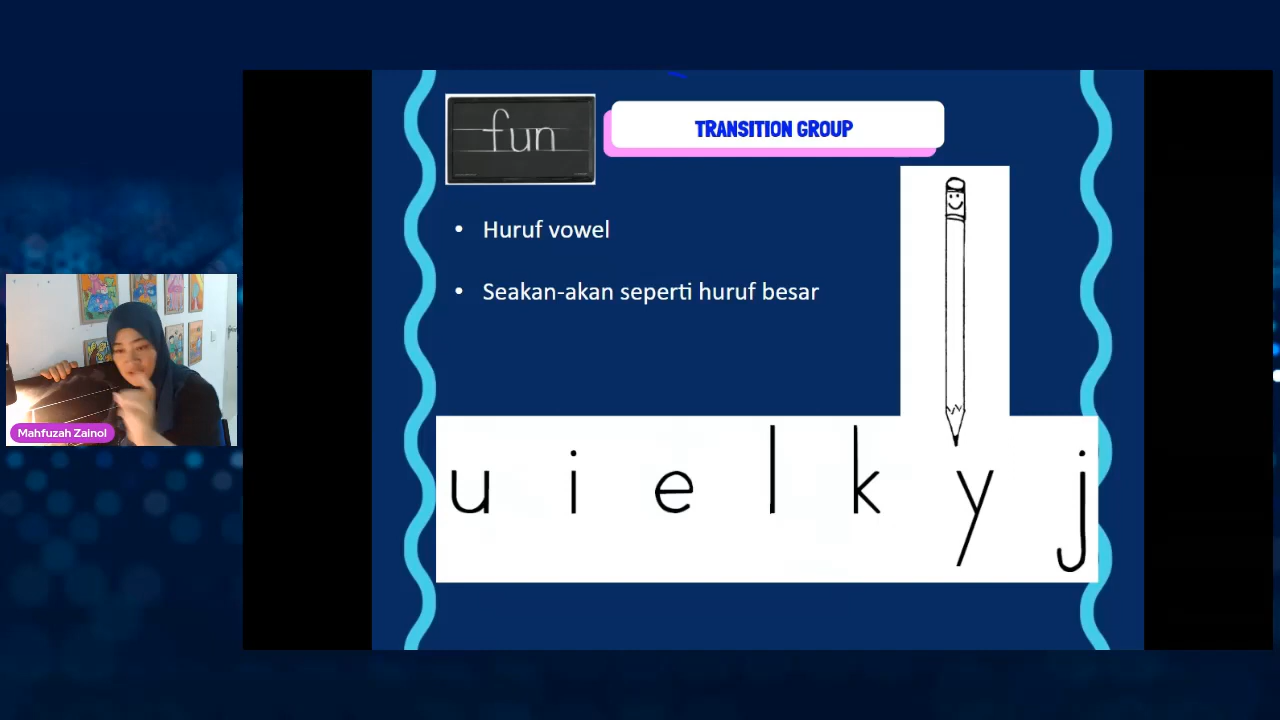 fun
TRANSITION GROUP
• Huruf vowel
• Seakan-akan seperti huruf besar
u i e l k y j
Mahfuzah Zainol